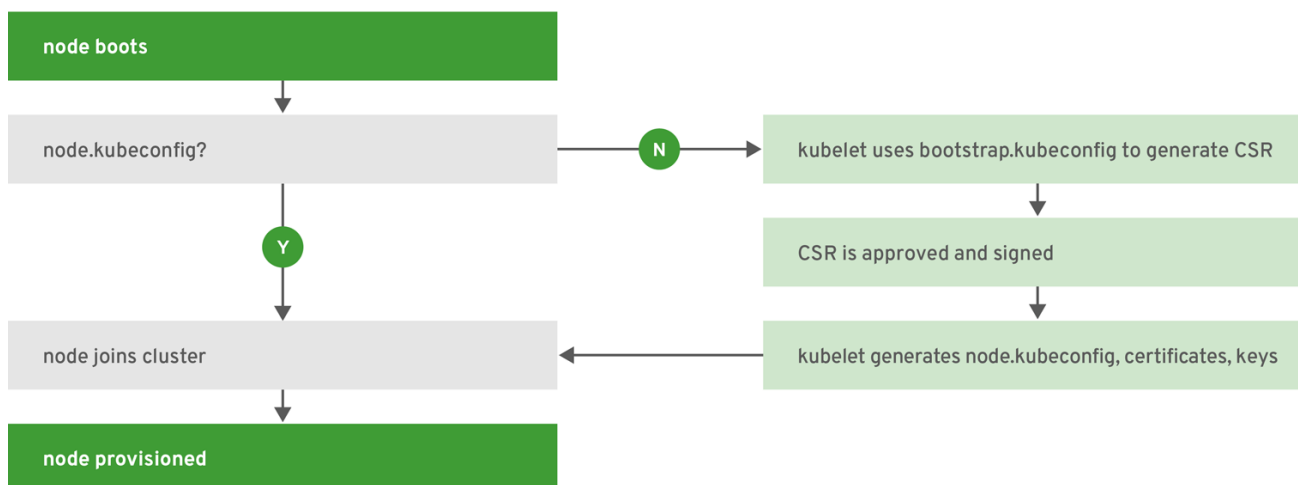 node boots
node.kubeconfig?
N
kubelet uses bootstrap.kubeconfig to generate CSR
Y
CSR is approved and signed
node joins cluster
kubelet generates node.kubeconfig, certificates, keys
node provisioned